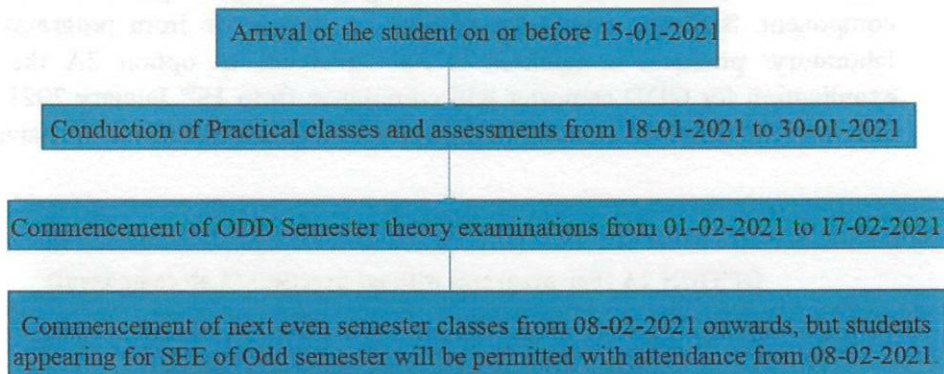 Arrival of the student on or before 15-01-2021
Conduction of Practical classes and assessments from 18-01-2021 to 30-01-2021
Commencement of ODD Semester theory examinations from 01-02-2021 to 17-02-2021
Commencement of next even semester classes from 08-02-2021 onwards, but students
appearing for SEE of Odd semester will be permitted with attendance from 08-02-2021.